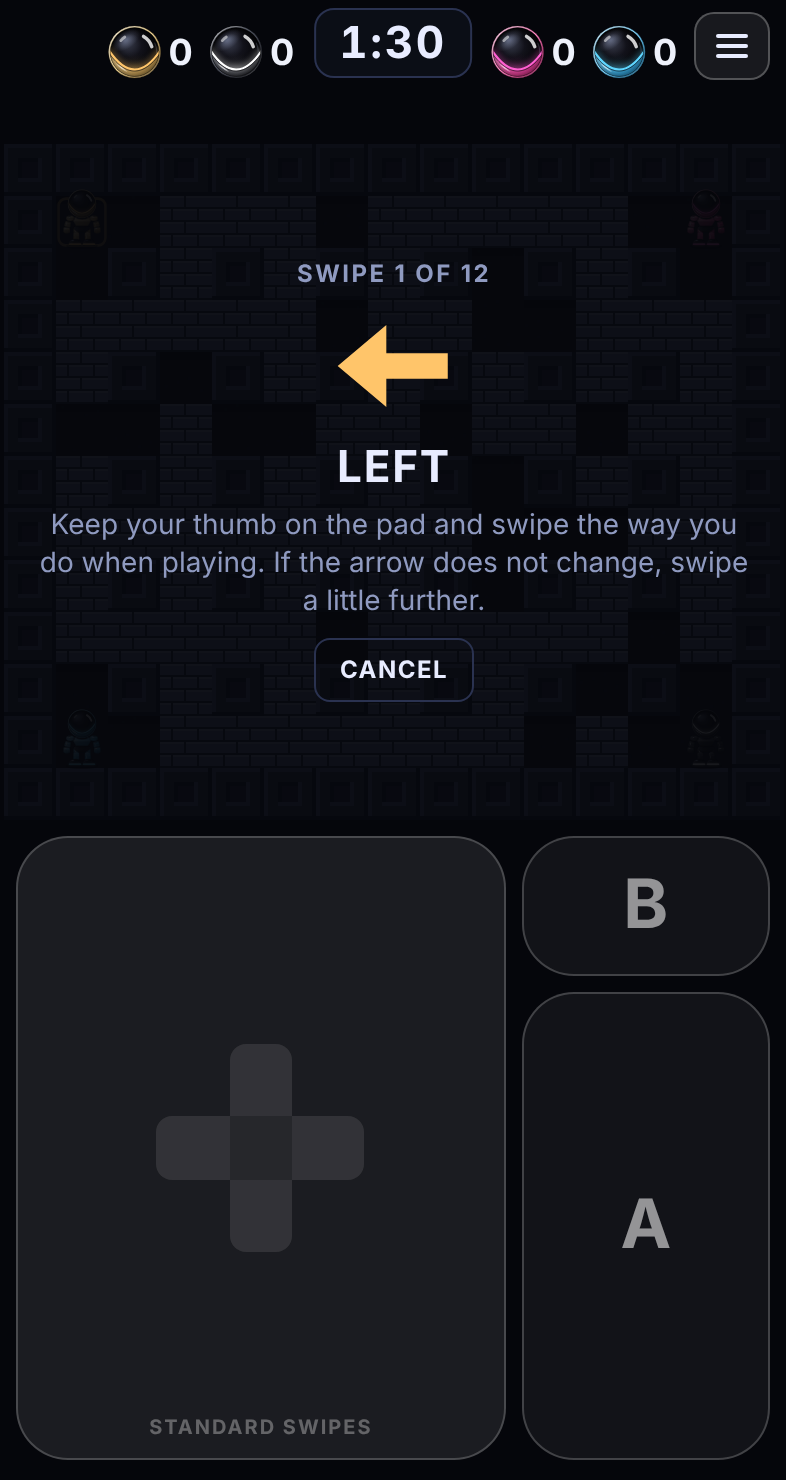 0 0 1:30 0 0
SWIPE 1 OF 12
LEFT
Keep your thumb on the pad and swipe the way you
do when playing. If the arrow does not change, swipe
a little further.
CANCEL
B
A
STANDARD SWIPES